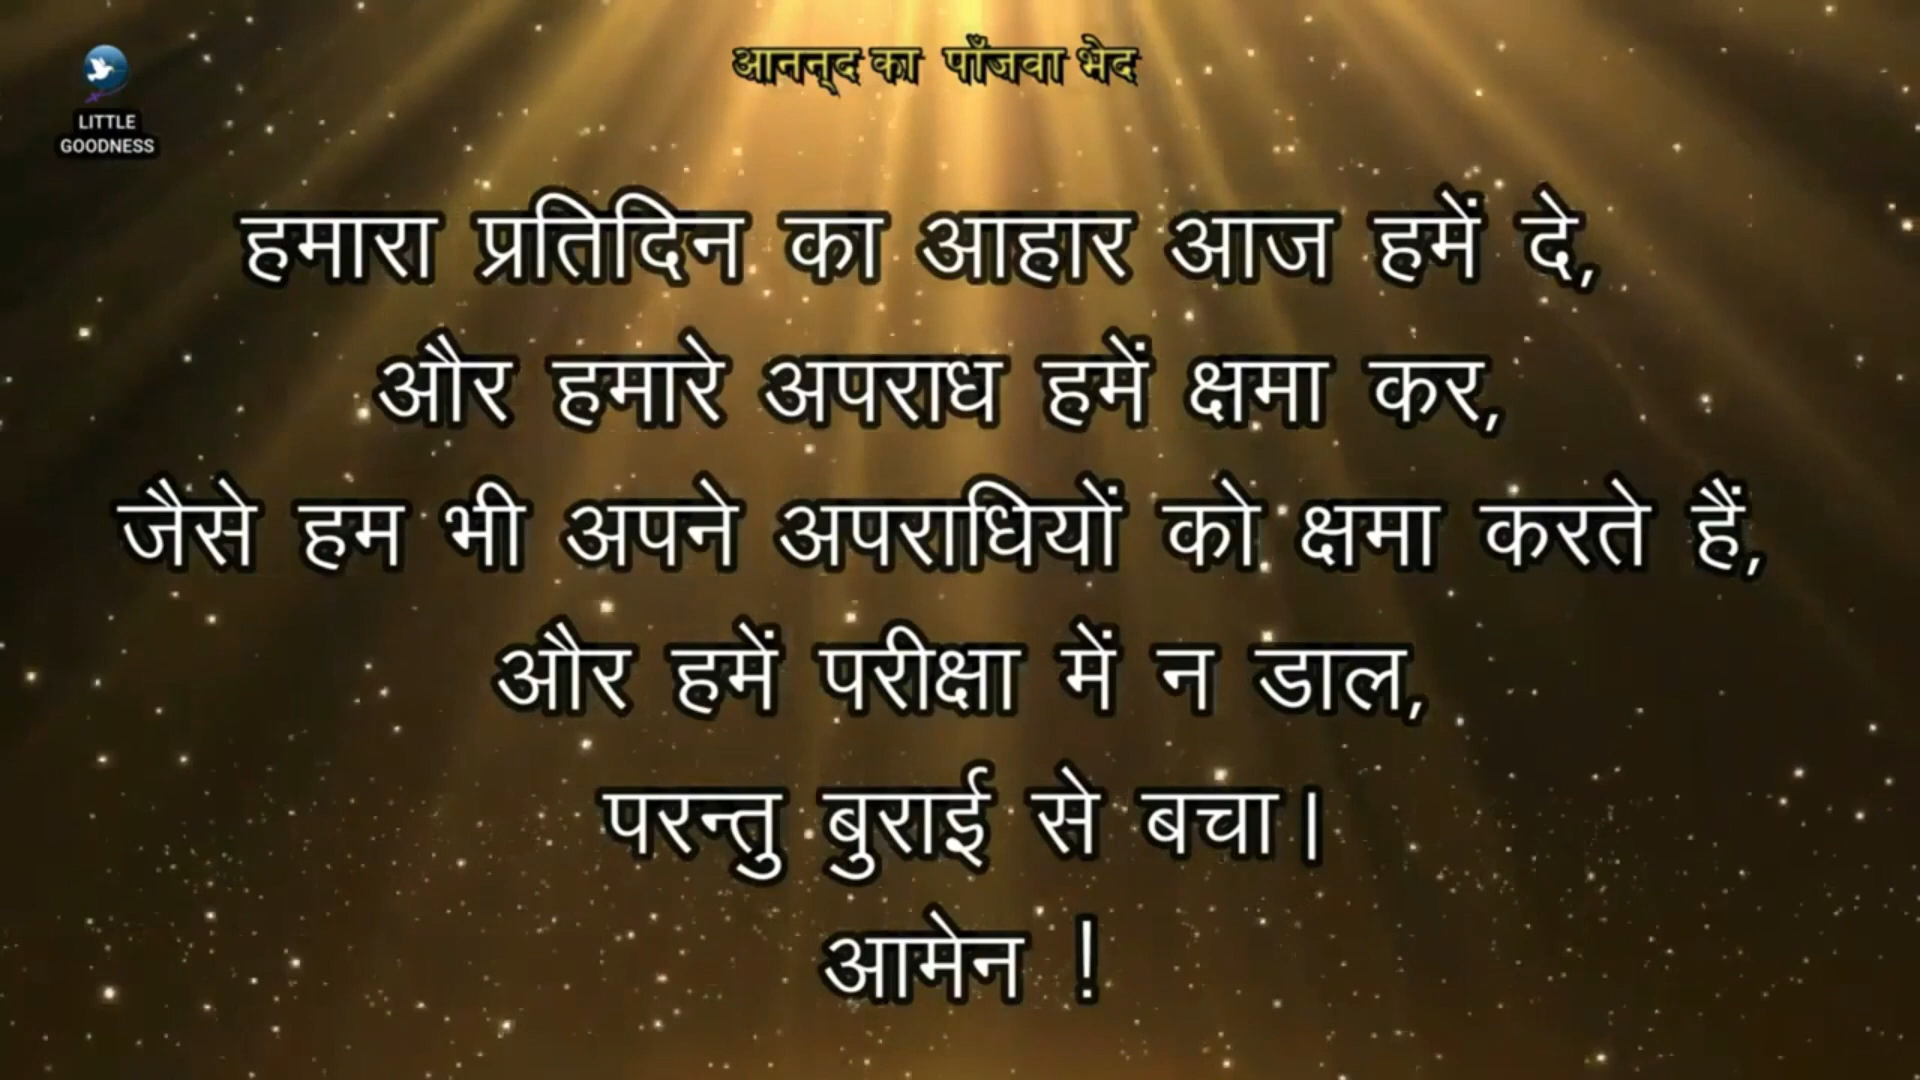 आनन्द का पाँजवा भेद
LITTLE
GOODNESS
हमारा प्रतिदिन का आहार आज हमें दे,
और हमारे अपराध हमें क्षमा कर,
जैसे हम भी अपने अपराधियों को क्षमा करते हैं,
और हमें परीक्षा में न डाल,
परन्तु बुराई से बचा।
आमेन !